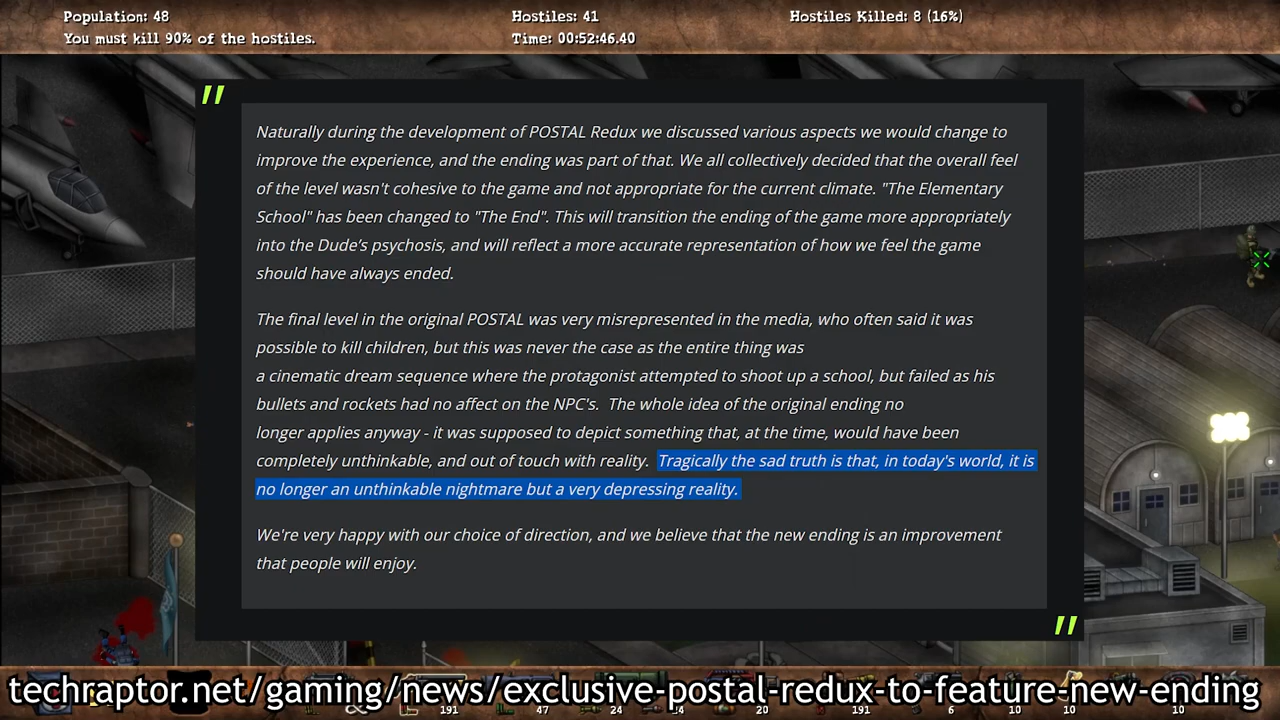 Population: 48
Hostiles: 41
Hostiles Killed: 8 (16%)
You must kill 90% of the hostiles.
Time: 00:52:46.40
"
Naturally during the development of POSTAL Redux we discussed various aspects we would change to
improve the experience, and the ending was part of that. We all collectively decided that the overall feel
of the level wasn't cohesive to the game and not appropriate for the current climate. "The Elementary
School" has been changed to "The End". This will transition the ending of the game more appropriately
into the Dude's psychosis, and will reflect a more accurate representation of how we feel the game
should have always ended.
The final level in the original POSTAL was very misrepresented in the media, who often said it was
possible to kill children, but this was never the case as the entire thing was
a cinematic dream sequence where the protagonist attempted to shoot up a school, but failed as his
bullets and rockets had no affect on the NPC's.  The whole idea of the original ending no
longer applies anyway - it was supposed to depict something that, at the time, would have been
completely unthinkable, and out of touch with reality.  Tragically the sad truth is that, in today's world, it is
no longer an unthinkable nightmare but a very depressing reality.
We're very happy with our choice of direction, and we believe that the new ending is an improvement
that people will enjoy.
"
techraptor.net/gaming/news/exclusive-postal-redux-to-feature-new-ending
191 47 24 14 20 191 6 10 10 10